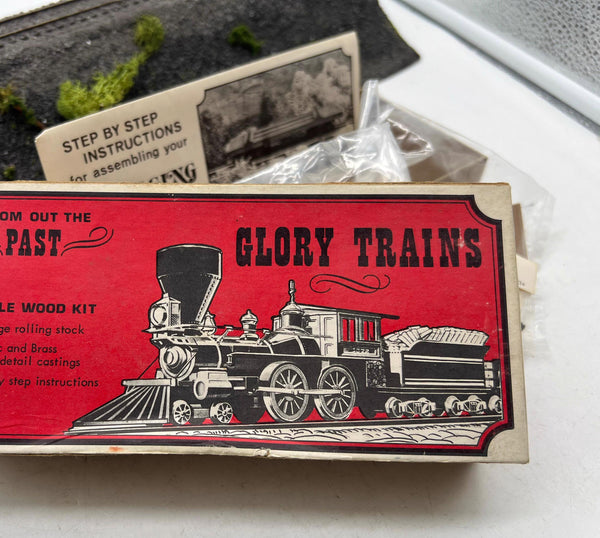 STEP BY STEP
INSTRUCTIONS
for assembling your
OM OUT THE
PAST
GLORY TRAINS
LE WOOD KIT
ge rolling stock
c and Brass
detail castings
y step instructions